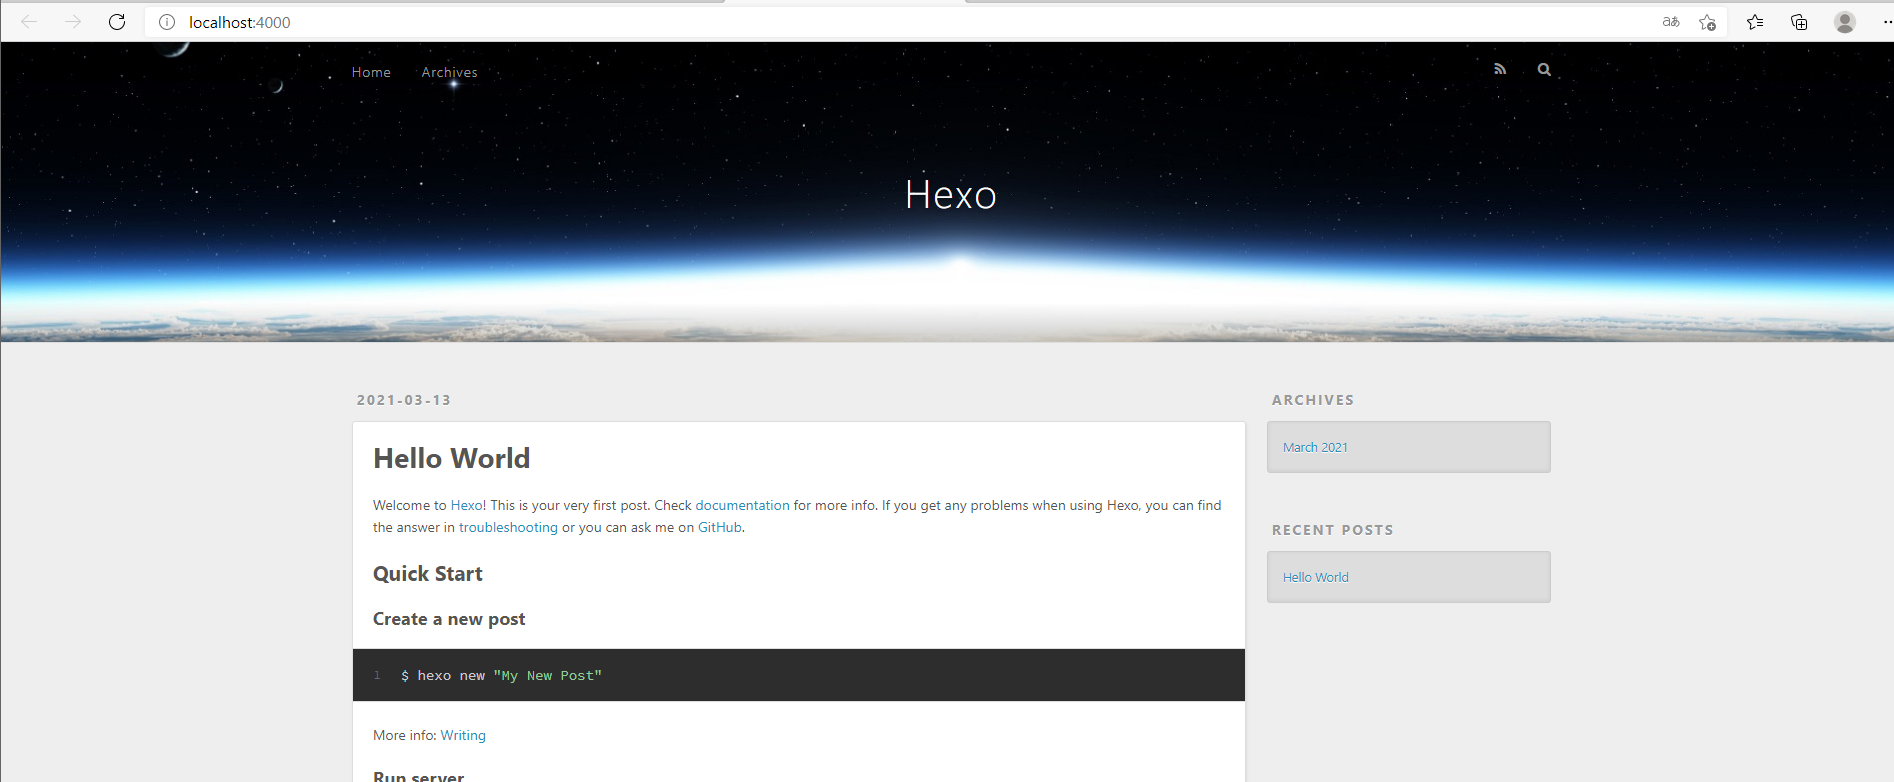 localhost:4000
aあ
Home Archives
Hexo
2021-03-13
Hello World
Welcome to Hexo! This is your very first post. Check documentation for more info. If you get any problems when using Hexo, you can find
the answer in troubleshooting or you can ask me on GitHub.
Quick Start
Create a new post
1 $ hexo new "My New Post"
More info: Writing
Run server
ARCHIVES
March 2021
RECENT POSTS
Hello World